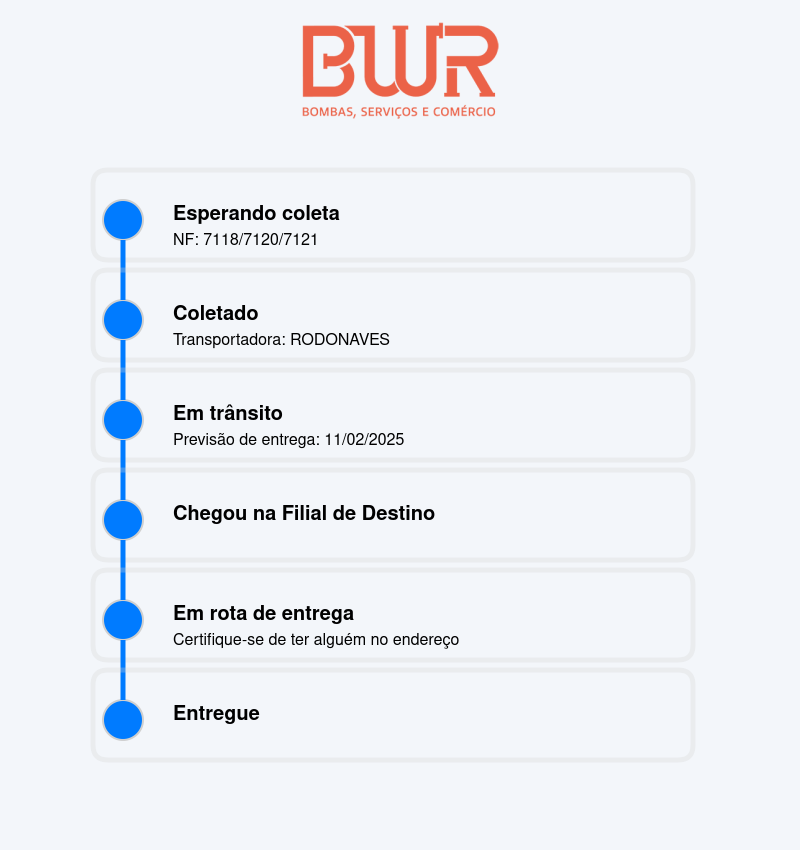 BWR
BOMBAS, SERVIÇOS E COMÉRCIO
Esperando coleta
NF: 7118/7120/7121
Coletado
Transportadora: RODONAVES
Em trânsito
Previsão de entrega: 11/02/2025
Chegou na Filial de Destino
Em rota de entrega
Certifique-se de ter alguém no endereço
Entregue